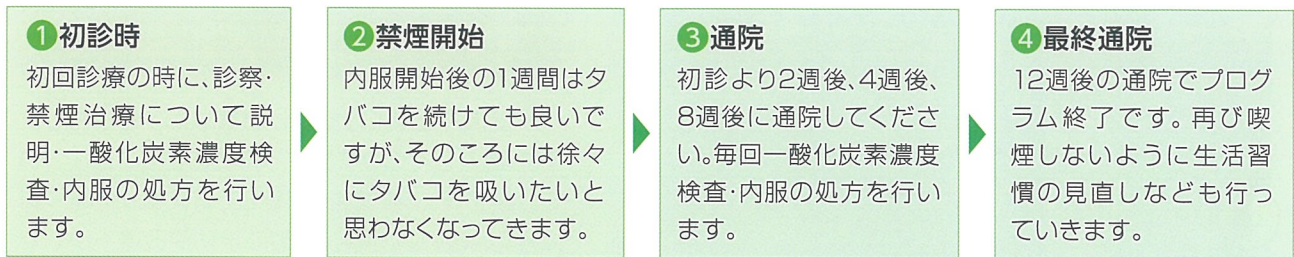 ❶初診時
初回診療の時に、診察・
禁煙治療について説
明・一酸化炭素濃度検
査・内服の処方を行い
ます。
❷禁煙開始
内服開始後の1週間はタ
バコを続けても良いで
すが、そのころには徐々
にタバコを吸いたいと
思わなくなってきます。
❸通院
初診より2週後、4週後、
8週後に通院してくださ
い。毎回一酸化炭素濃度
検査・内服の処方を行い
ます。
❹最終通院
12週後の通院でプログ
ラム終了です。再び喫
煙しないように生活習
慣の見直しなども行っ
ていきます。